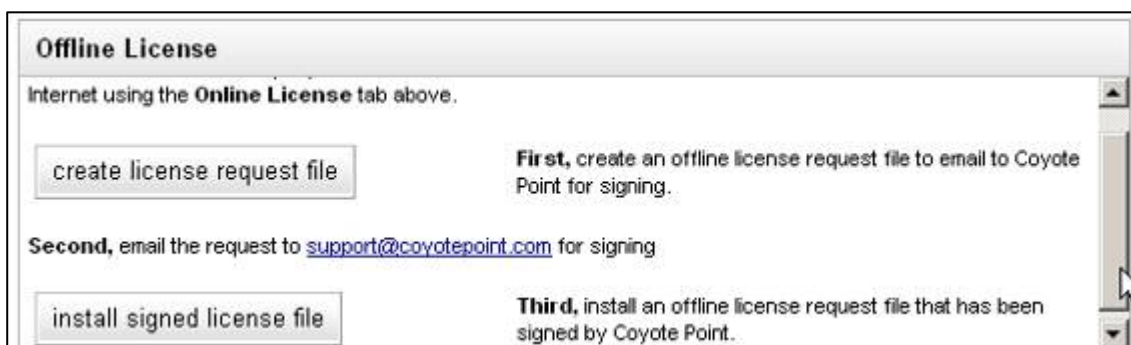 Offline License
Internet using the Online License tab above.
create license request file
First, create an offline license request file to email to Coyote
Point for signing.
Second, email the request to support@coyotepoint.com for signing
install signed license file
Third, install an offline license request file that has been
signed by Coyote Point.